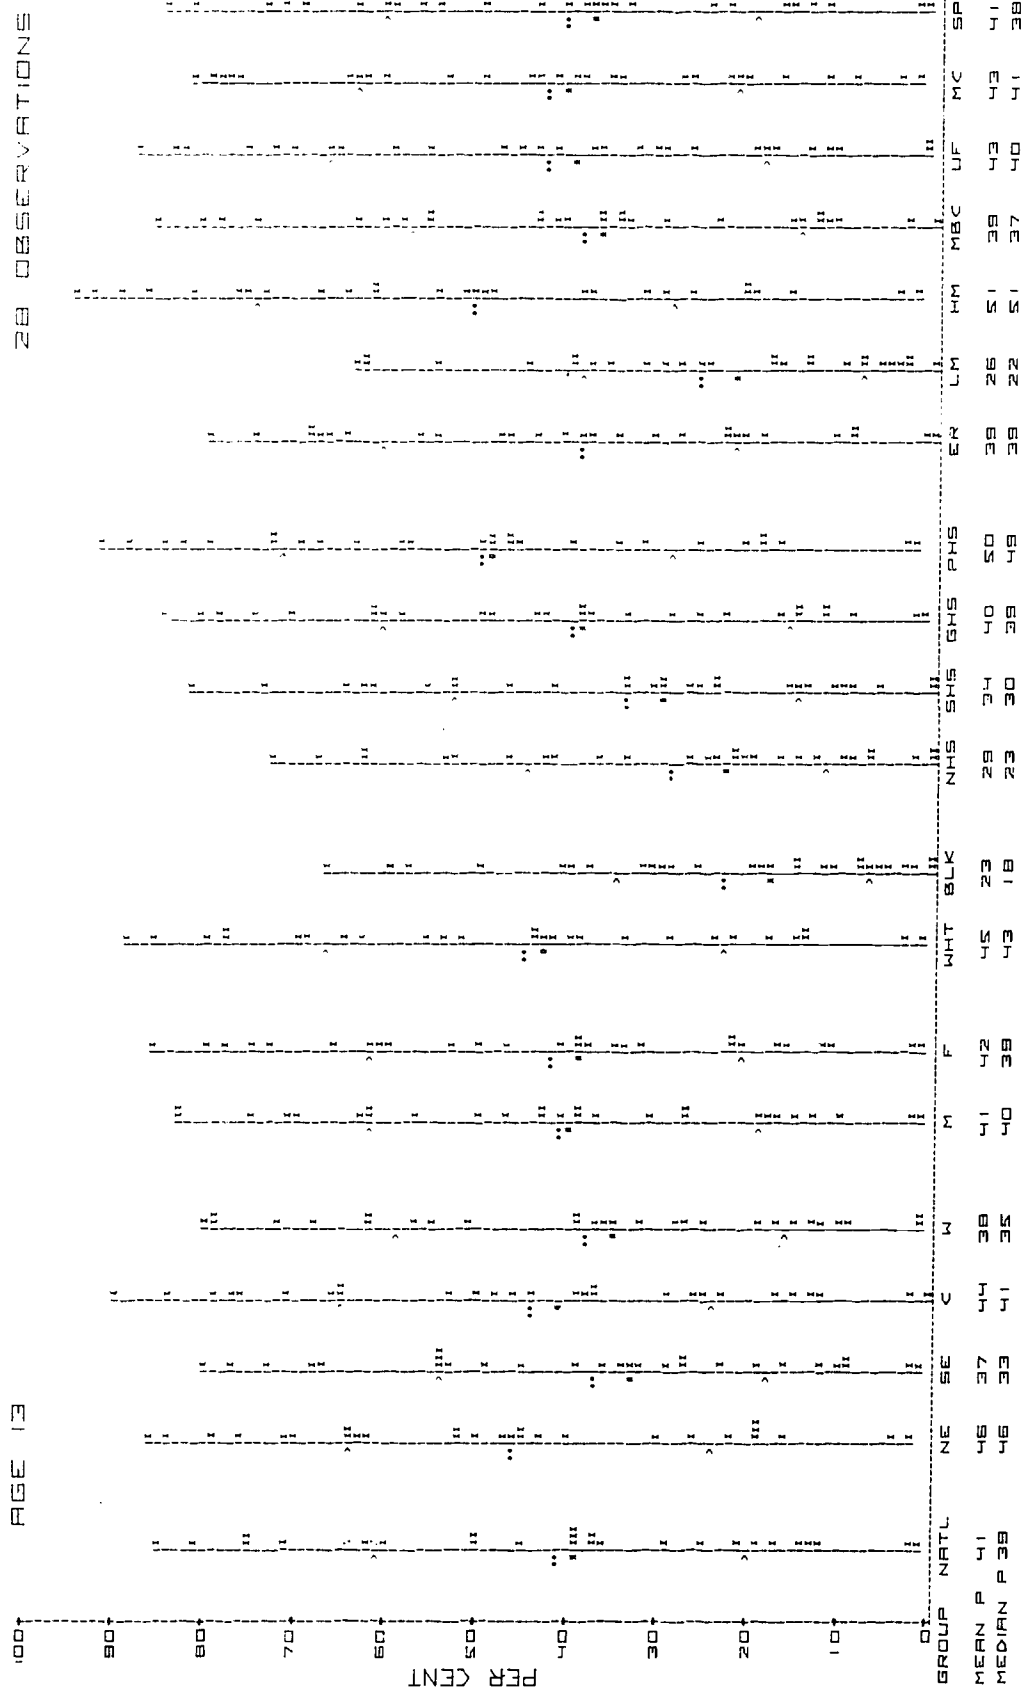 AGE 13
28 OBSERVATIONS
PER CENT
100
90
80
70
60
50
40
30
20
10
0
GROUP NATL NE SE C W M F WHT BLK NHS SHS GHS PHS ER LM HM MBC UF MC SP
MEAN P 41 46 37 44 38 41 42 45 23 29 34 40 50 39 26 51 39 43 43 41
MEDIAN P 39 46 33 41 35 40 39 43 18 23 30 39 49 39 22 51 37 40 41 38